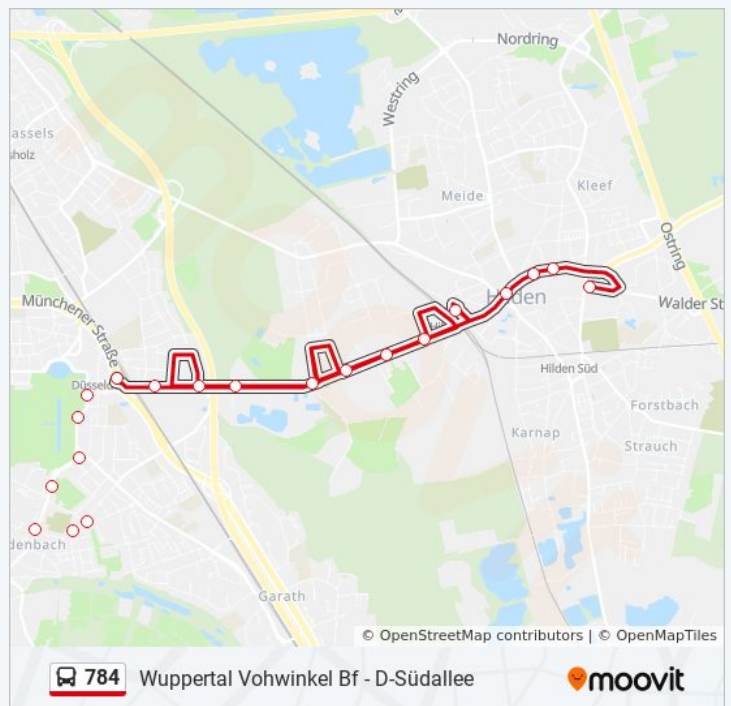 Nordring
Westring
assels
sholz
Kleef
Meide
Ostring
Münchener Straße
Hilden
Walder St
Hilden Süd
Düsseld
Forstbach
Karnap
Strauch
denbach
Garath
© OpenStreetMap contributors | © OpenMapTiles
784 Wuppertal Vohwinkel Bf - D-Südallee moovit